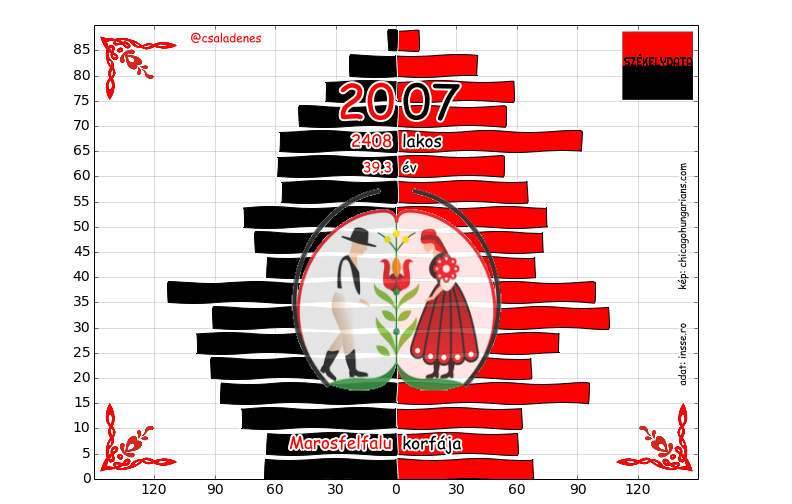 @csaladenes
SZÉKELYDATA
2007
2408 lakos
39.3 év
kép: chicagohungarians.com
adat: insse.ro
Marosfelfalu korfája
85
80
75
70
65
60
55
50
45
40
35
30
25
20
15
10
5
0
120 90 60 30 0 30 60 90 120